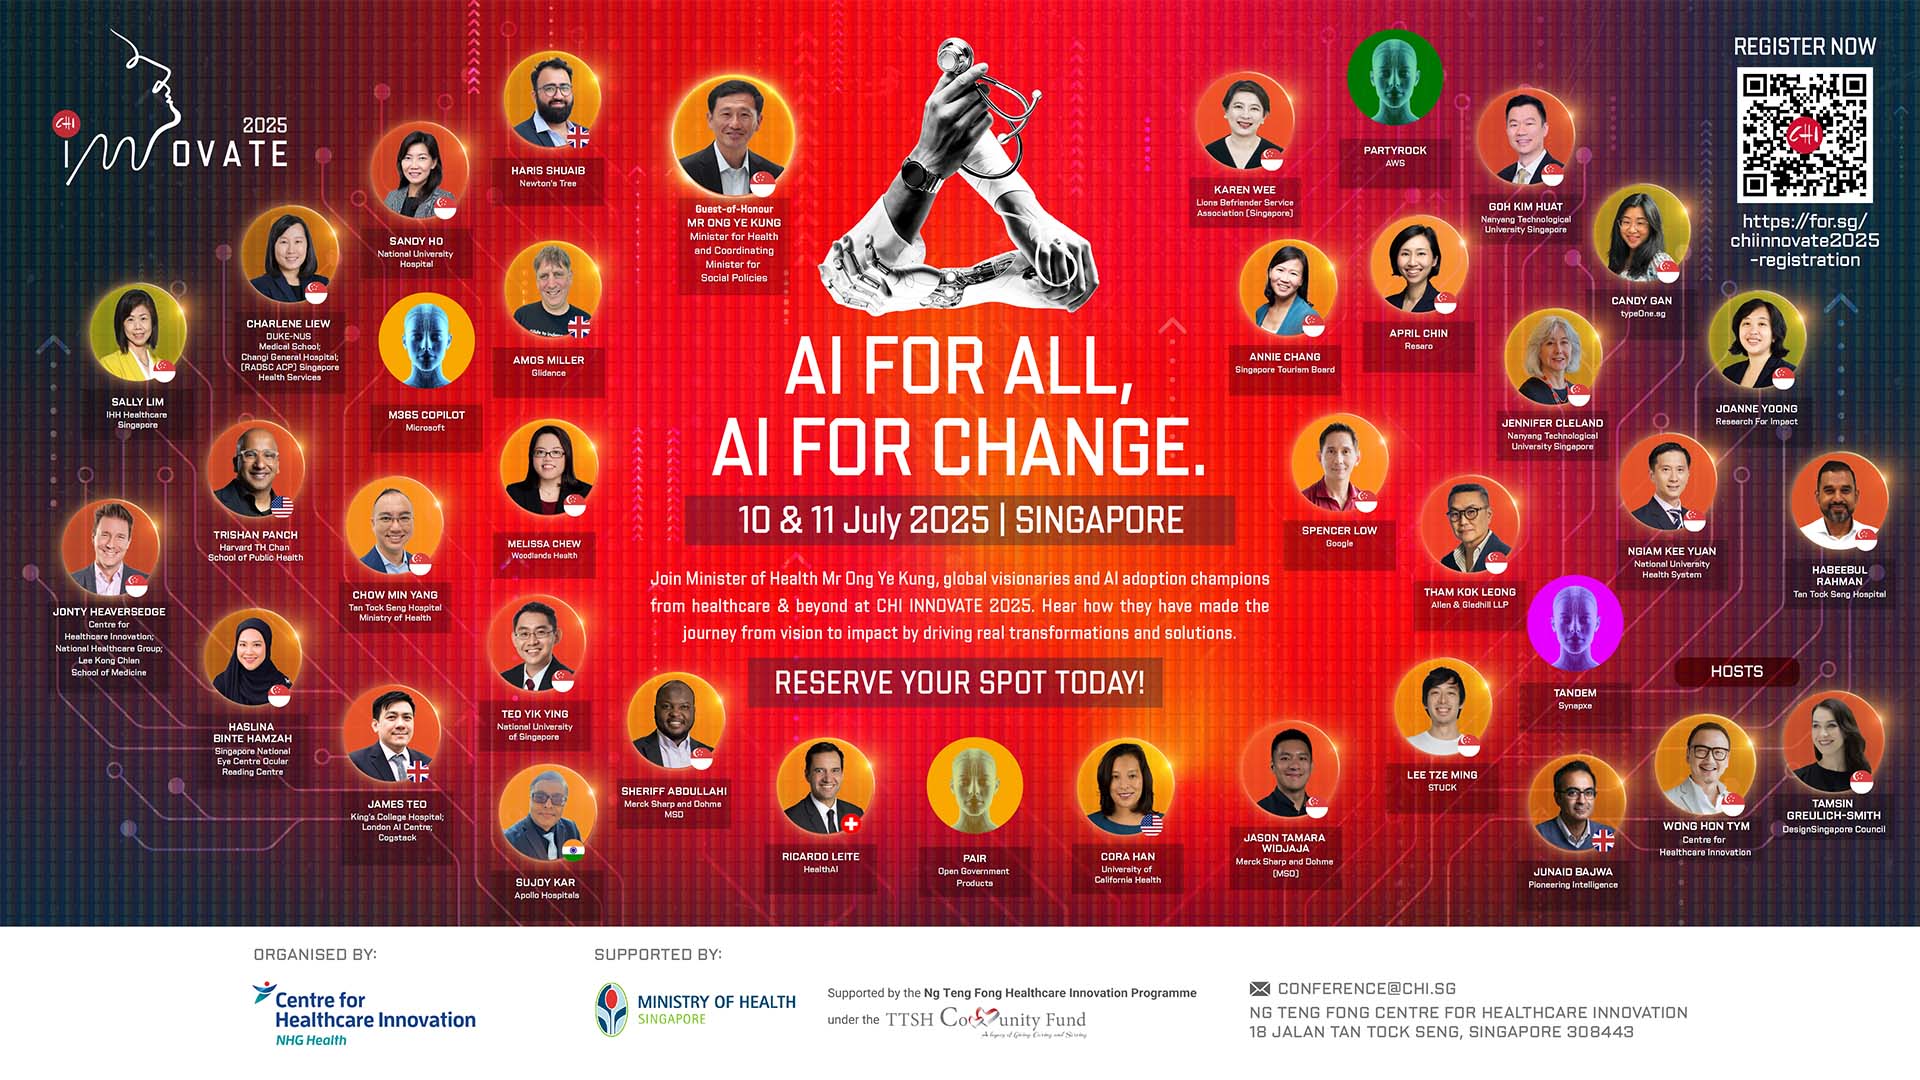 CHI
INNOVATE
2025
REGISTER NOW
CHI
https://for.sg/
chiinnovate2025
-registration
HARIS SHUAIB
Newton's Tree
Guest-of-Honour
MR ONG YE KUNG
Minister for Health
and Coordinating
Minister for
Social Policies
KAREN WEE
Lions Befriender Service
Association (Singapore)
PARTYROCK
AWS
GOH KIM HUAT
Nanyang Technological
University Singapore
SANDY HO
National University
Hospital
CANDY GAN
typeOne.sg
CHARLENE LIEW
DUKE-NUS
Medical School;
Changi General Hospital;
(RADSC ACP) Singapore
Health Services
AMOS MILLER
Glidance
ANNIE CHANG
Singapore Tourism Board
APRIL CHIN
Resaro
SALLY LIM
IHH Healthcare
Singapore
M365 COPILOT
Microsoft
JENNIFER CLELAND
Nanyang Technological
University Singapore
JOANNE YOONG
Research For Impact
AI FOR ALL,
AI FOR CHANGE.
10 & 11 July 2025 | SINGAPORE
Join Minister of Health Mr Ong Ye Kung, global visionaries and AI adoption champions
from healthcare & beyond at CHI INNOVATE 2025. Hear how they have made the
journey from vision to impact by driving real transformations and solutions.
RESERVE YOUR SPOT TODAY!
TRISHAN PANCH
Harvard TH Chan
School of Public Health
MELISSA CHEW
Woodlands Health
SPENCER LOW
Google
NGIAM KEE YUAN
National University
Health System
HABEEBUL
RAHMAN
Tan Tock Seng Hospital
JONTY HEAVERSEDGE
Centre for
Healthcare Innovation;
National Healthcare Group;
Lee Kong Chian
School of Medicine
CHOW MIN YANG
Tan Tock Seng Hospital
Ministry of Health
THAM KOK LEONG
Allen & Gledhill LLP
HASLINA
BINTE HAMZAH
Singapore National
Eye Centre Ocular
Reading Centre
TEO YIK YING
National University
of Singapore
TANDEM
Synapxe
HOSTS
JAMES TEO
King's College Hospital;
London AI Centre;
Cogstack
SHERIFF ABDULLAHI
Merck Sharp and Dohme
MSD
LEE TZE MING
STUCK
WONG HON TYM
Centre for
Healthcare Innovation
TAMSIN
GREULICH-SMITH
DesignSingapore Council
SUJOY KAR
Apollo Hospitals
RICARDO LEITE
HealthAI
PAIR
Open Government
Products
CORA HAN
University of
California Health
JASON TAMARA
WIDJAJA
Merck Sharp and Dohme
(MSD)
JUNAID BAJWA
Pioneering Intelligence
ORGANISED BY:
Centre for
Healthcare Innovation
NHG Health
SUPPORTED BY:
MINISTRY OF HEALTH
SINGAPORE
Supported by the Ng Teng Fong Healthcare Innovation Programme
under the TTSH Community Fund
A legacy of Giving, Caring and Serving
CONFERENCE@CHI.SG
NG TENG FONG CENTRE FOR HEALTHCARE INNOVATION
18 JALAN TAN TOCK SENG, SINGAPORE 308443